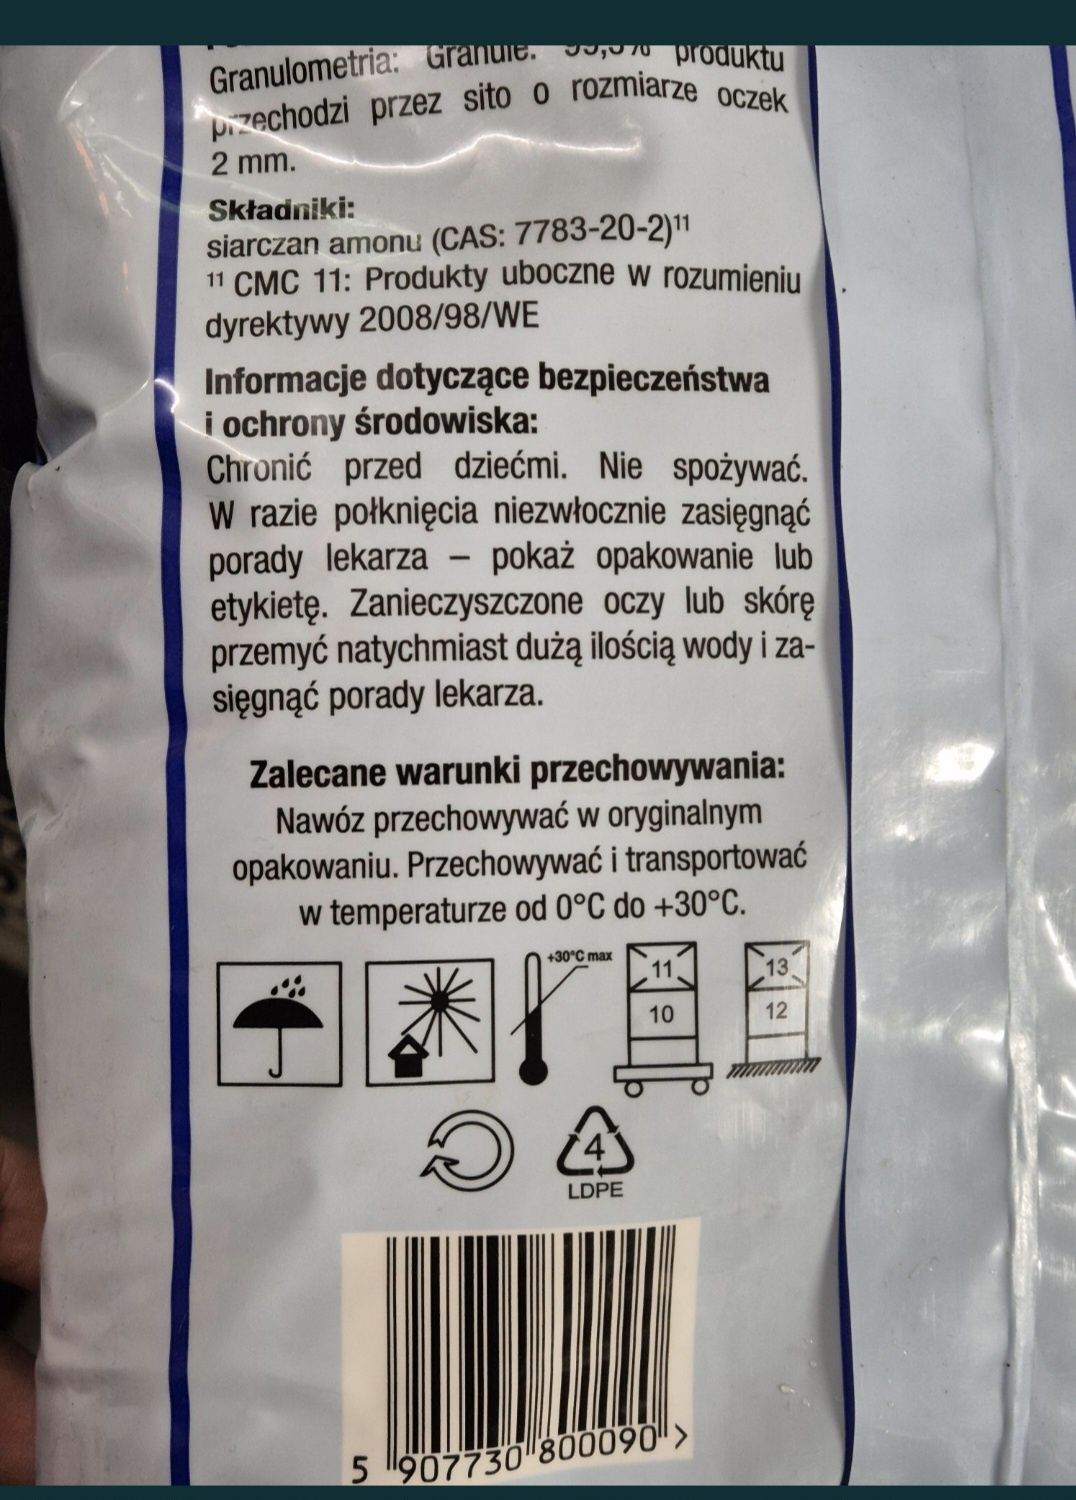 Granulometria: Granule. 99,5% produktu
przechodzi przez sito o rozmiarze oczek
2 mm.
Składniki:
siarczan amonu (CAS: 7783-20-2)¹¹
¹¹ CMC 11: Produkty uboczne w rozumieniu
dyrektywy 2008/98/WE
Informacje dotyczące bezpieczeństwa
i ochrony środowiska:
Chronić przed dziećmi. Nie spożywać.
W razie połknięcia niezwłocznie zasięgnąć
porady lekarza – pokaż opakowanie lub
etykietę. Zanieczyszczone oczy lub skórę
przemyć natychmiast dużą ilością wody i za-
sięgnąć porady lekarza.
Zalecane warunki przechowywania:
Nawóz przechowywać w oryginalnym
opakowaniu. Przechowywać i transportować
w temperaturze od 0°C do +30°C.
+30°C max
11
10
13
12
4
LDPE
5 907730 800090 >